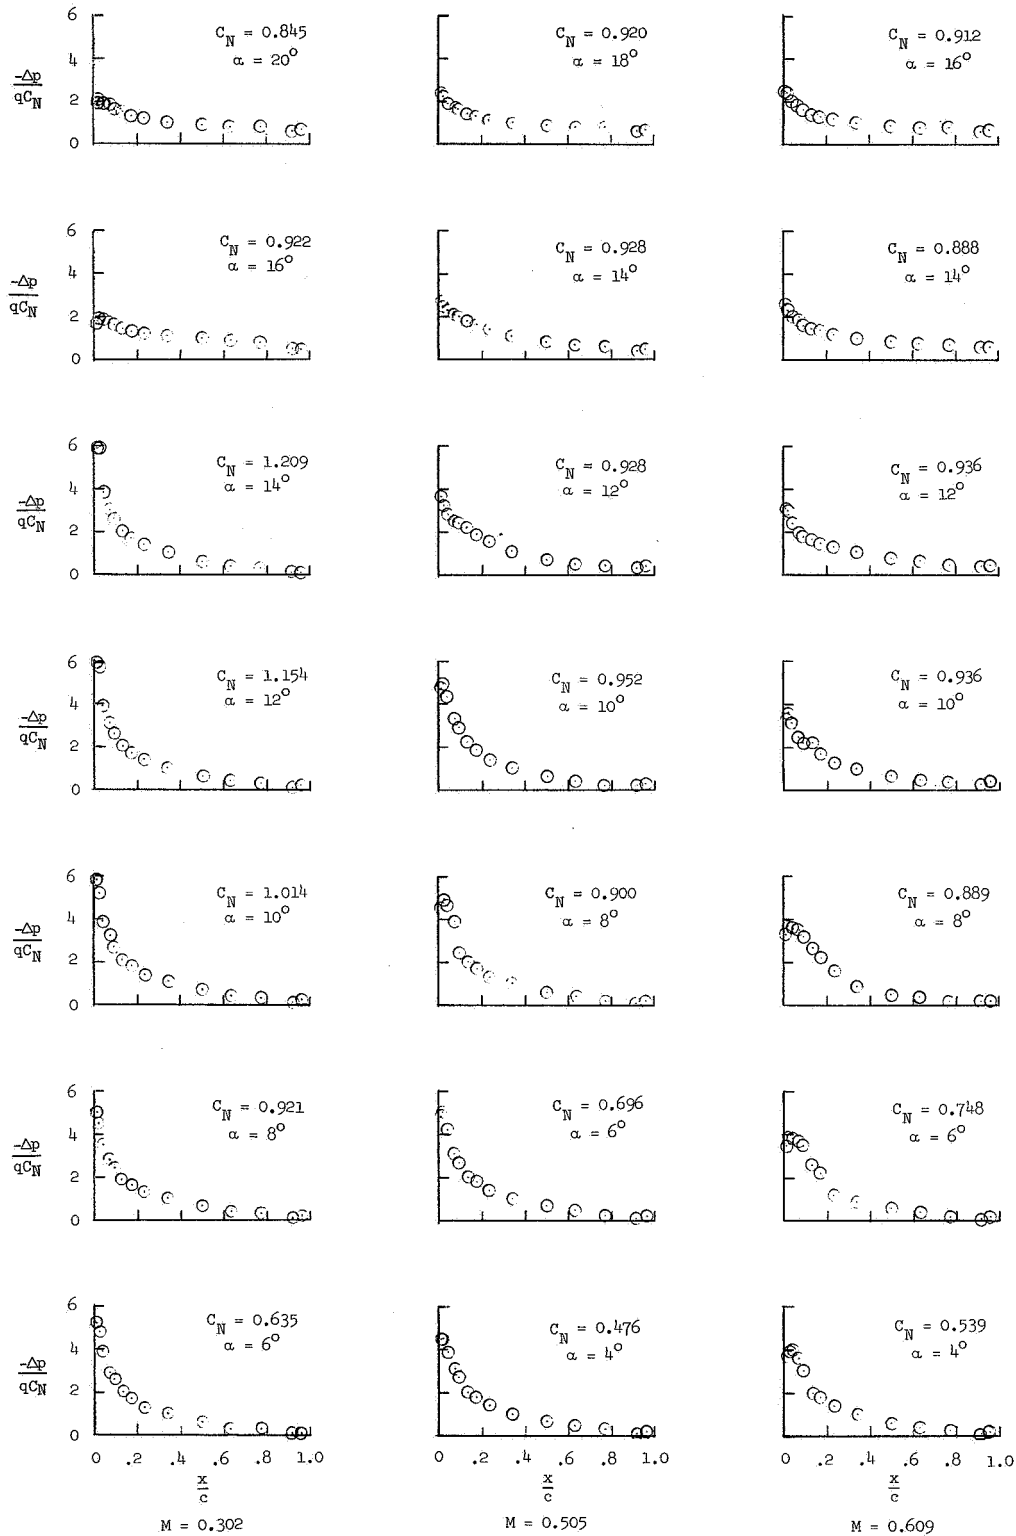 6
C_N = 0.845
α = 20°
C_N = 0.920
α = 18°
C_N = 0.912
α = 16°
4
-Δp
qC_N
2
0
6
C_N = 0.922
α = 16°
C_N = 0.928
α = 14°
C_N = 0.888
α = 14°
4
-Δp
qC_N
2
0
6
C_N = 1.209
α = 14°
C_N = 0.928
α = 12°
C_N = 0.936
α = 12°
4
-Δp
qC_N
2
0
6
C_N = 1.154
α = 12°
C_N = 0.952
α = 10°
C_N = 0.936
α = 10°
4
-Δp
qC_N
2
0
6
C_N = 1.014
α = 10°
C_N = 0.900
α = 8°
C_N = 0.889
α = 8°
4
-Δp
qC_N
2
0
6
C_N = 0.921
α = 8°
C_N = 0.696
α = 6°
C_N = 0.748
α = 6°
4
-Δp
qC_N
2
0
6
C_N = 0.635
α = 6°
C_N = 0.476
α = 4°
C_N = 0.539
α = 4°
4
-Δp
qC_N
2
0
0 .2 .4 .6 .8 1.0
0 .2 .4 .6 .8 1.0
0 .2 .4 .6 .8 1.0
x
c
x
c
x
c
M = 0.302
M = 0.505
M = 0.609